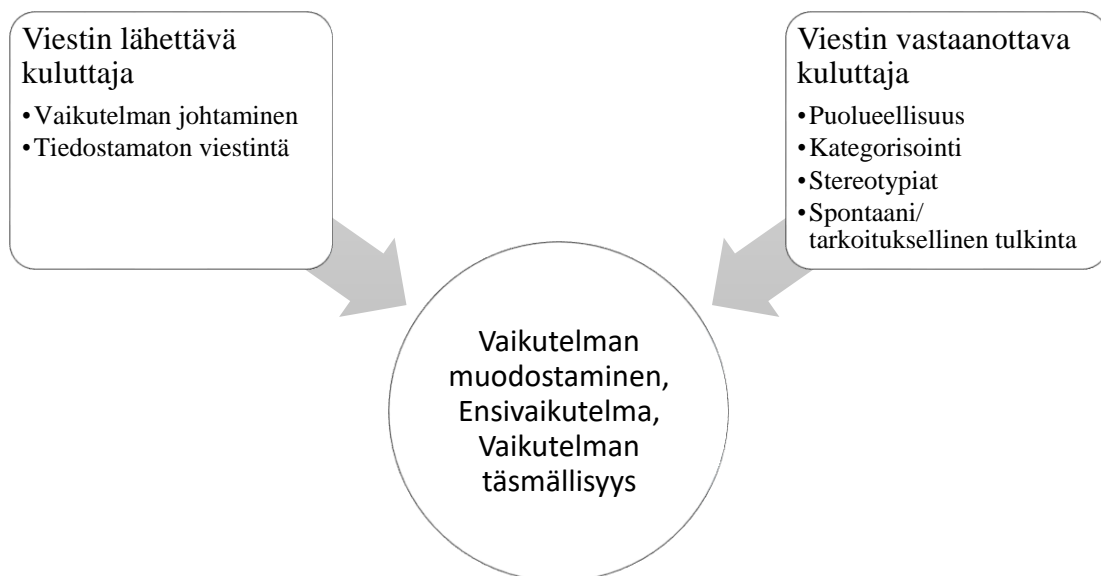 Viestin lähettävä
kuluttaja
•Vaikutelman johtaminen
•Tiedostamaton viestintä
Viestin vastaanottava
kuluttaja
•Puolueellisuus
•Kategorisointi
•Stereotypiat
•Spontaani/
tarkoituksellinen tulkinta
Vaikutelman
muodostaminen,
Ensivaikutelma,
Vaikutelman
täsmällisyys